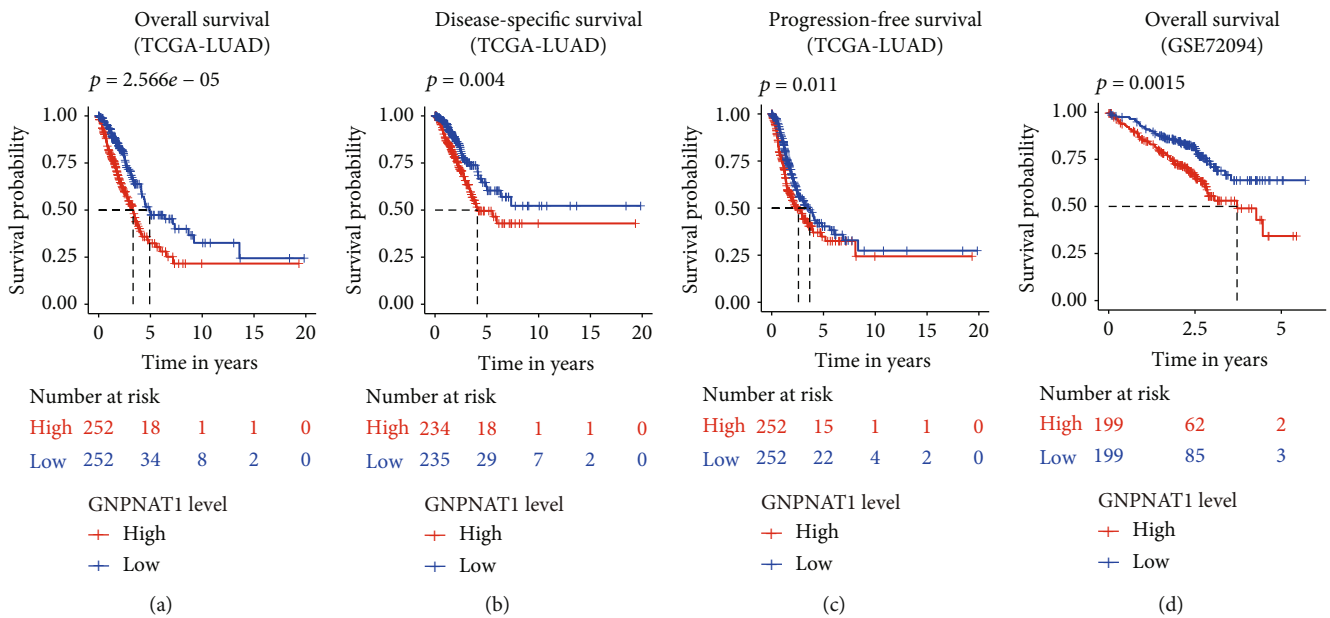 Overall survival
(TCGA-LUAD)
p = 2.566e − 05
1.00
0.75
0.50
0.25
0.00
Survival probability
0 5 10 15 20
Time in years
Number at risk
High 252 18 1 1 0
Low 252 34 8 2 0
GNPNAT1 level
High
Low
(a)
Disease-specific survival
(TCGA-LUAD)
p = 0.004
1.00
0.75
0.50
0.25
0.00
Survival probability
0 5 10 15 20
Time in years
Number at risk
High 234 18 1 1 0
Low 235 29 7 2 0
GNPNAT1 level
High
Low
(b)
Progression-free survival
(TCGA-LUAD)
p = 0.011
1.00
0.75
0.50
0.25
0.00
Survival probability
0 5 10 15 20
Time in years
Number at risk
High 252 15 1 1 0
Low 252 22 4 2 0
GNPNAT1 level
High
Low
(c)
Overall survival
(GSE72094)
p = 0.0015
1.00
0.75
0.50
0.25
0.00
Survival probability
0 2.5 5
Time in years
Number at risk
High 199 62 2
Low 199 85 3
GNPNAT1 level
High
Low
(d)